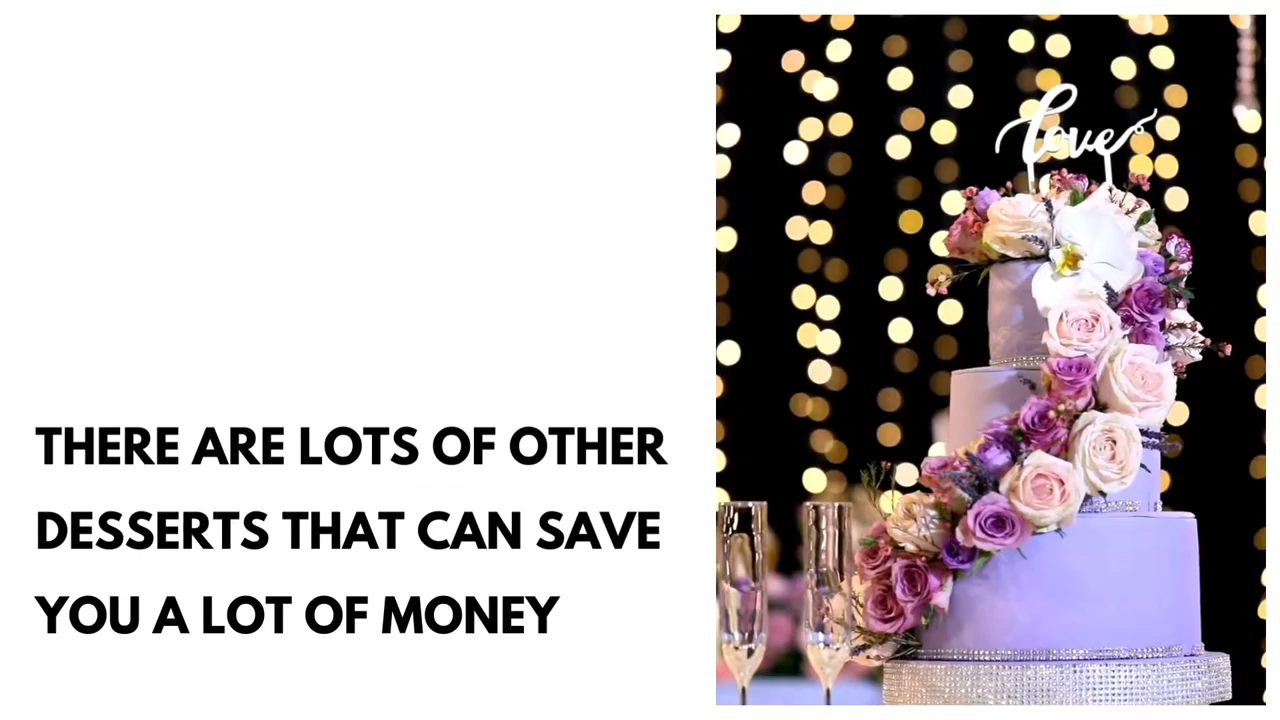 love
THERE ARE LOTS OF OTHER
DESSERTS THAT CAN SAVE
YOU A LOT OF MONEY